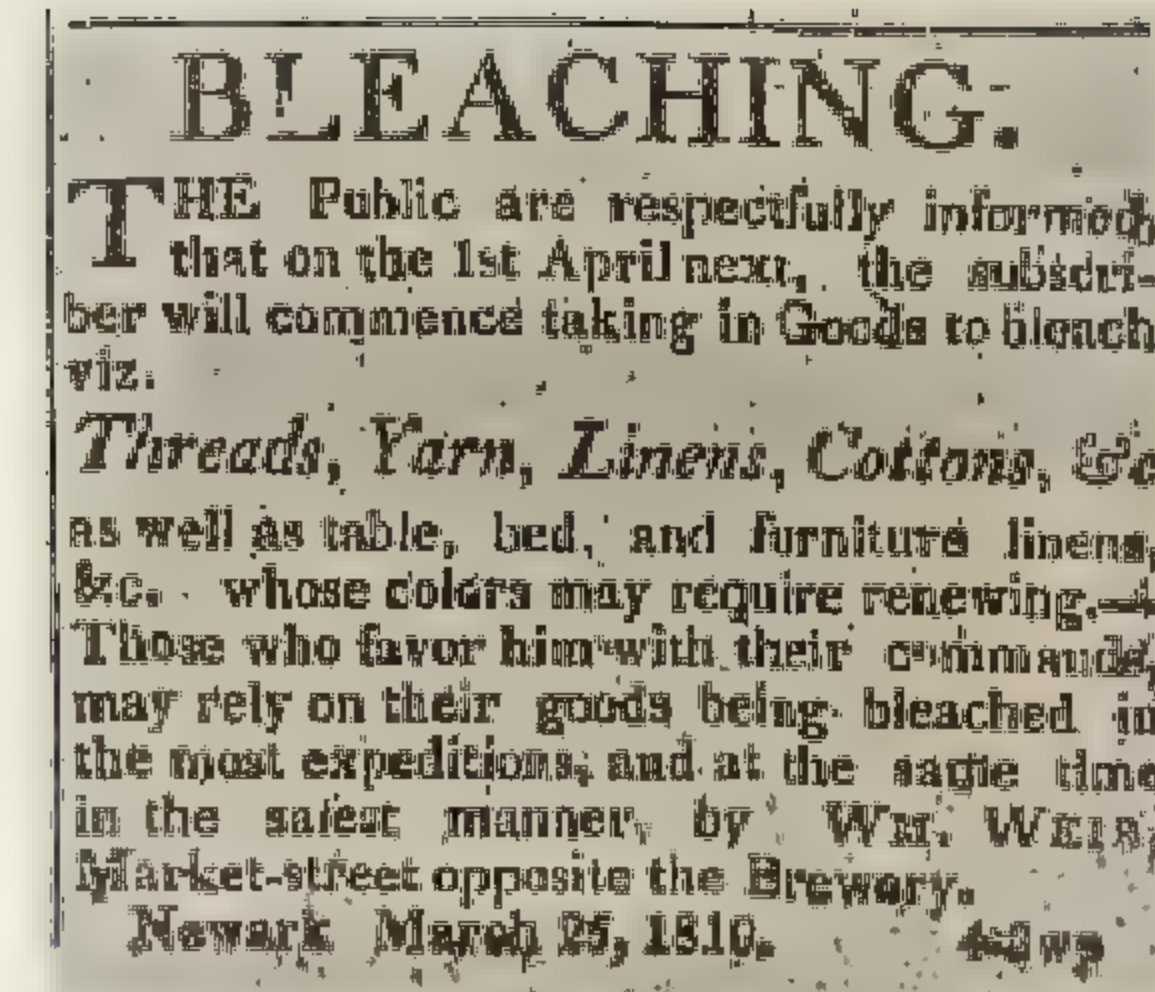 BLEACHING.
THE Public are respectfully informed,
that on the 1st April next, the subscri-
ber will commence taking in Goods to bleach
viz.
Threads, Yarn, Linens, Cottons, &c
as well as table, bed, and furniture linens,
&c. whose colors may require renewing.—
Those who favor him with their commands,
may rely on their goods being bleached in
the most expeditions, and at the same time
in the safest manner, by WM.
Market-street opposite the Brewery.
Newark March 25, 1810.